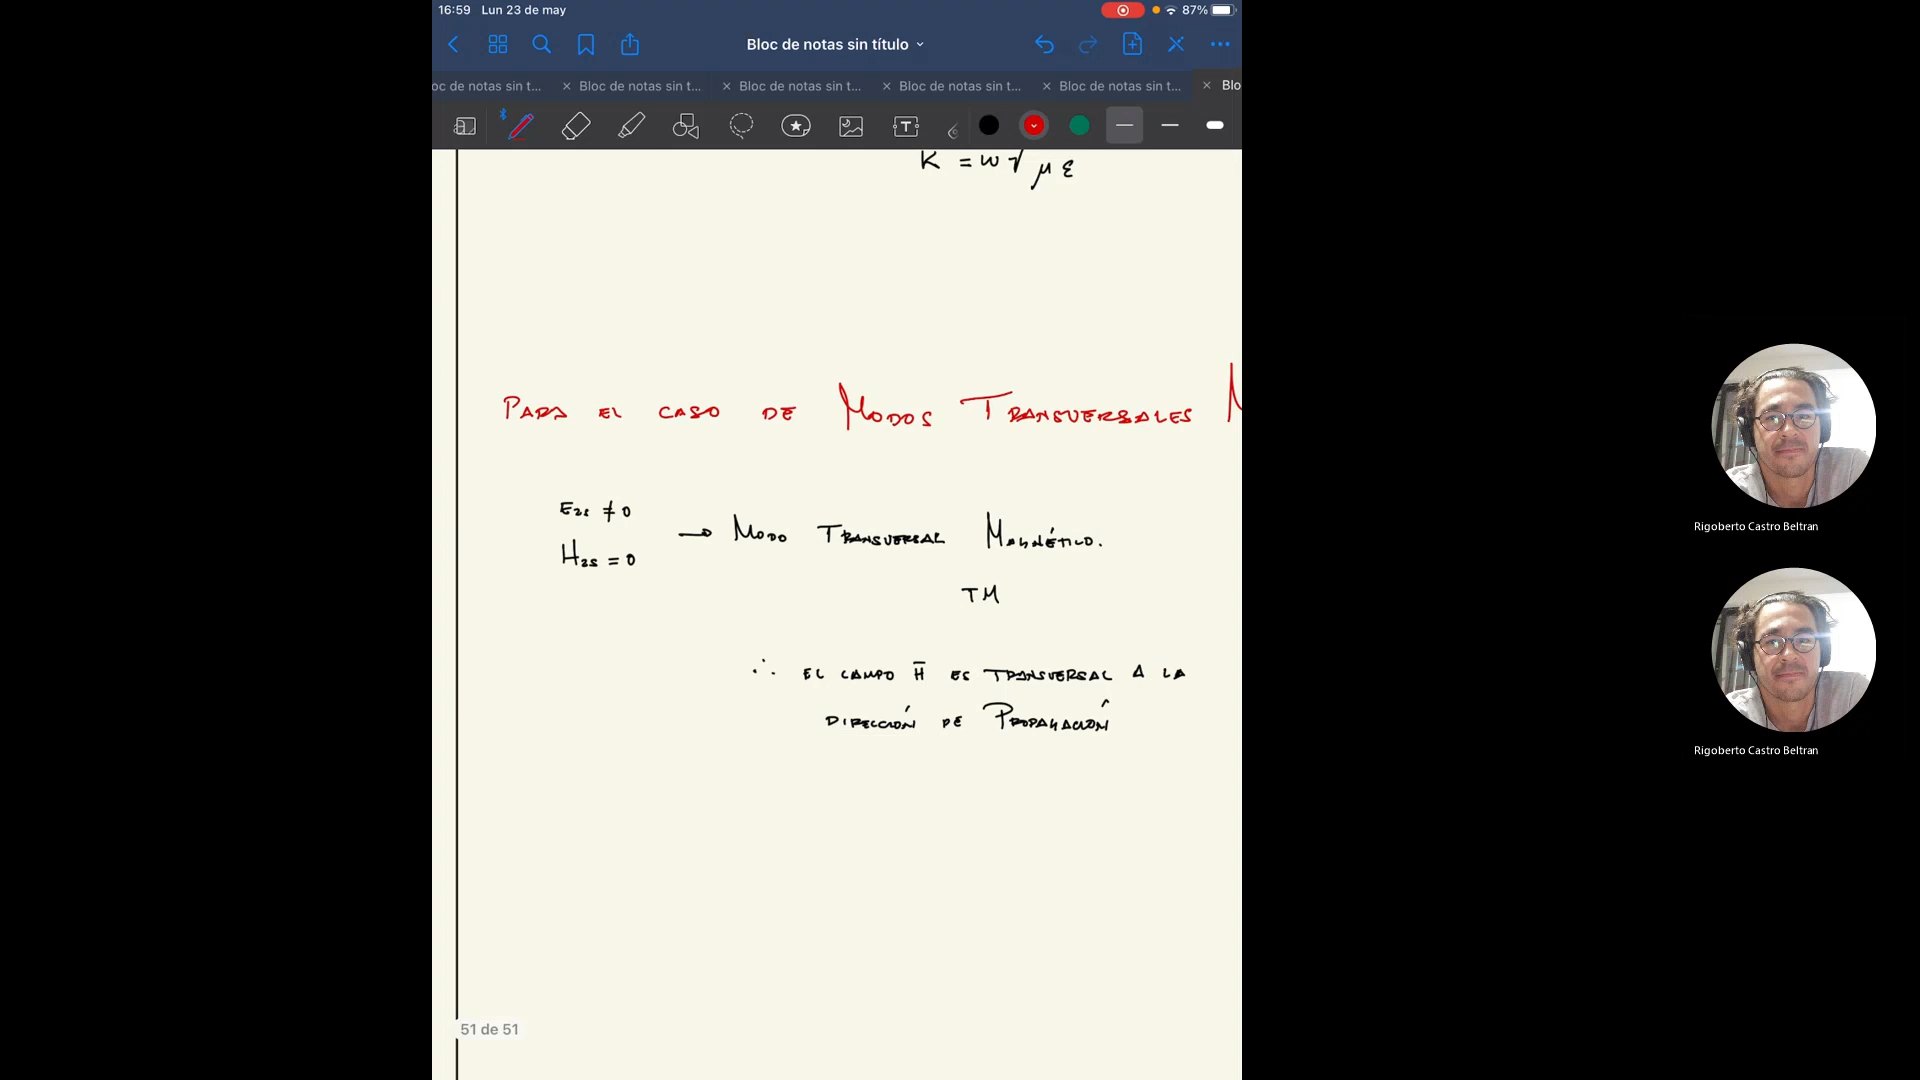 16:59 Lun 23 de may
87%
Bloc de notas sin título
oc de notas sin t...
Bloc de notas sin t...
Bloc de notas sin t...
Bloc de notas sin t...
Bloc de notas sin t...
Blo
K = ω√με
PARA EL CASO DE MODOS TRANSVERSALES M
Ezs ≠ 0
Hzs = 0
→ MODO TRANSVERSAL MAGNÉTICO.
TM
∴ EL CAMPO H̄ ES TRANSVERSAL A LA
DIRECCIÓN DE PROPAGACIÓN
51 de 51
Rigoberto Castro Beltran
Rigoberto Castro Beltran